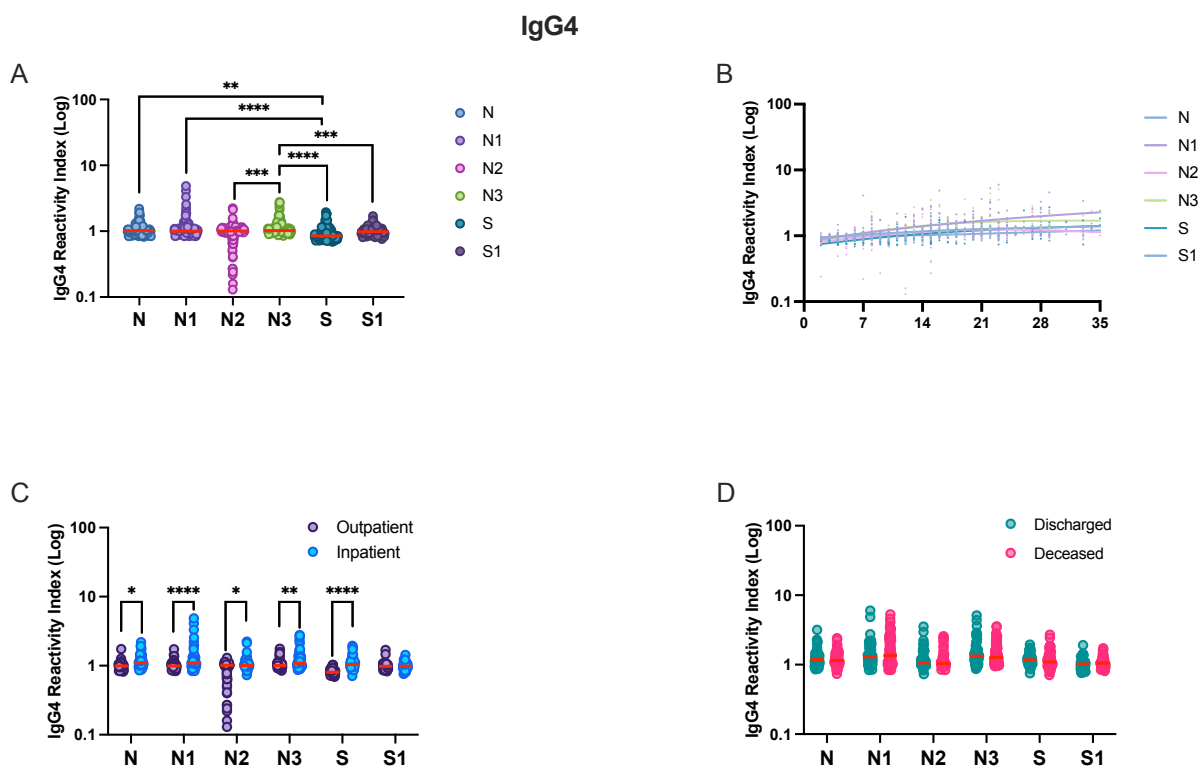 IgG4
A
IgG4 Reactivity Index (Log)
100
10
1
0.1
**
****
***
****
***
N N1 N2 N3 S S1
N
N1
N2
N3
S
S1
B
IgG4 Reactivity Index (Log)
100
10
1
0.1
0 7 14 21 28 35
N
N1
N2
N3
S
S1
C
IgG4 Reactivity Index (Log)
100
10
1
0.1
Outpatient
Inpatient
* **** * ** ****
N N1 N2 N3 S S1
D
IgG4 Reactivity Index (Log)
100
10
1
0.1
Discharged
Deceased
N N1 N2 N3 S S1